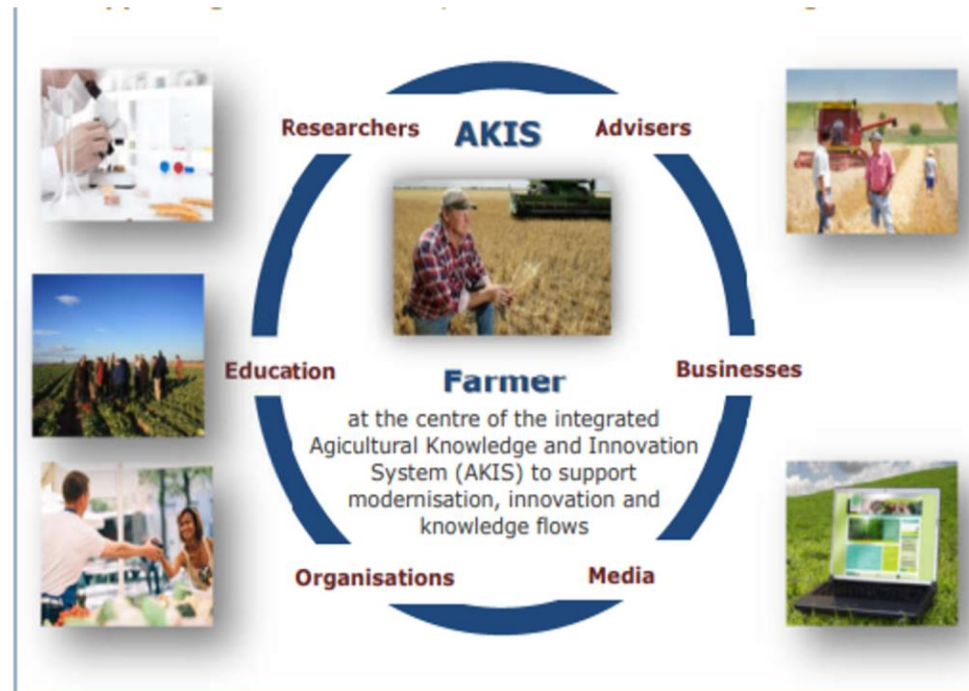 Researchers
AKIS
Advisers
Education
Farmer
Businesses
at the centre of the integrated
Agicultural Knowledge and Innovation
System (AKIS) to support
modernisation, innovation and
knowledge flows
Organisations
Media